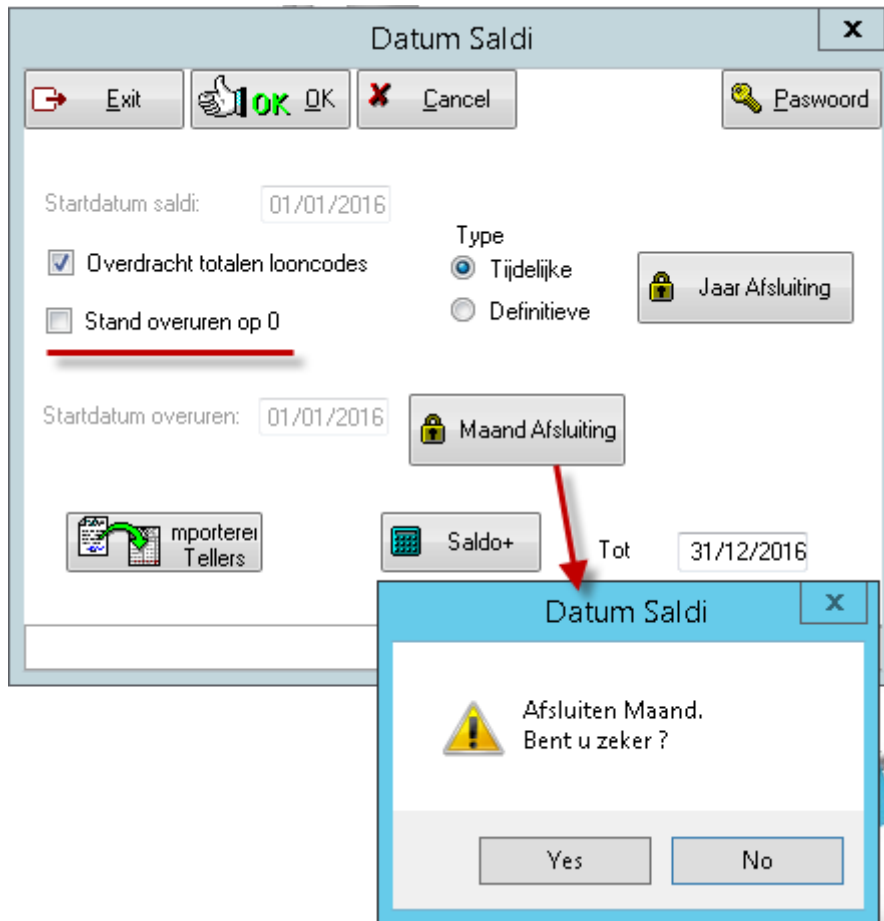 Datum Saldi
x
Exit
OK OK
Cancel
Paswoord
Startdatum saldi: 01/01/2016
Overdracht totalen looncodes
Stand overuren op 0
Type
Tijdelijke
Definitieve
Jaar Afsluiting
Startdatum overuren: 01/01/2016
Maand Afsluiting
mporterei
Tellers
Saldo+
Tot 31/12/2016
Datum Saldi
x
Afsluiten Maand.
Bent u zeker ?
Yes
No